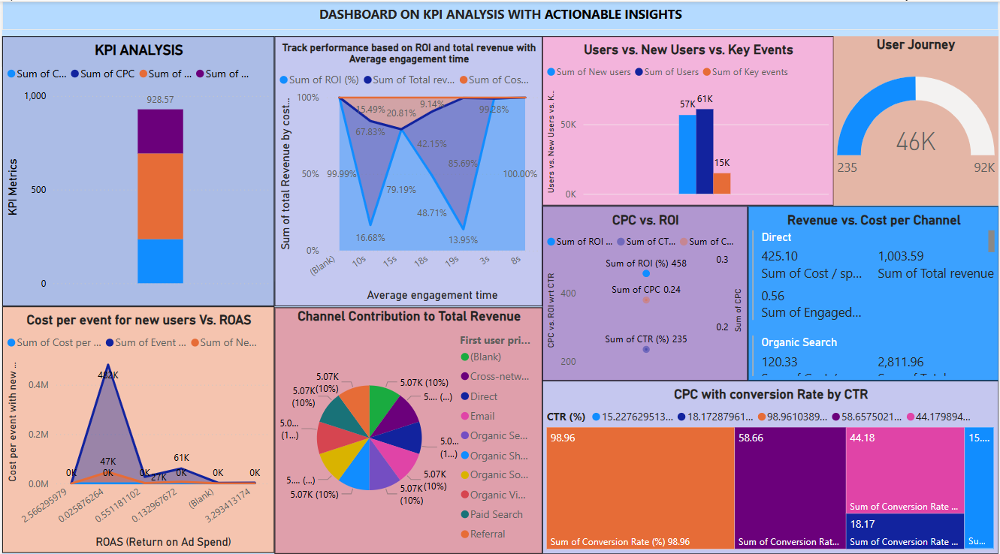 DASHBOARD ON KPI ANALYSIS WITH ACTIONABLE INSIGHTS
KPI ANALYSIS
Sum of C... Sum of CPC Sum of ... Sum of ...
1,000
928.57
500
0
KPI Metrics
Track performance based on ROI and total revenue with
Average engagement time
Sum of ROI (%) Sum of Total rev... Sum of Cos...
Sum of total Revenue by cost...
100%
50%
0%
15.49% 20.81% 9.14% 99.28%
67.83%
42.15%
85.69%
99.99%
100.00%
79.19%
48.71%
16.68%
13.95%
(Blank) 10s 15s 18s 19s 3s 8s
Average engagement time
Users vs. New Users vs. Key Events
Sum of New users Sum of Users Sum of Key events
Users vs. New Users vs. K...
50K
0K
57K 61K
15K
User Journey
46K
235 92K
CPC vs. ROI
Sum of ROI ... Sum of CT... Sum of C...
CPC vs. ROI wrt CTR
400
200
Sum of ROI (%) 458
Sum of CPC 0.24
Sum of CTR (%) 235
0.3
0.2
Sum of CPC
Revenue vs. Cost per Channel
Direct
425.10 1,003.59
Sum of Cost / sp... Sum of Total revenue
0.56
Sum of Engaged...
Organic Search
120.33 2,811.96
Cost per event for new users Vs. ROAS
Sum of Cost per ... Sum of Event ... Sum of Ne...
Cost per event with new ...
0.4M
0.2M
0.0M
482K
47K
61K
0K 0K 0K 0K 0K 0K
27K
2.566295979 0.025876264 0.551181102 0.132967672 (Blank) 3.293413174
ROAS (Return on Ad Spend)
Channel Contribution to Total Revenue
First user pri...
(Blank)
Cross-netw...
Direct
Email
Organic Se...
Organic Sh...
Organic So...
Organic Vi...
Paid Search
Referral
5.07K (10%)
5.... (...)
5.0...
(1...)
5.07K
(10%)
5.07K
(10%)
5.07K (10%)
5.... (...)
5.0...
(1...)
5.07K
(10%)
5.07K
(10%)
CPC with conversion Rate by CTR
CTR (%) 15.227629513... 18.17287961... 98.9610389... 58.6575021... 44.179894...
98.96
Sum of Conversion Rate (%) 98.96
58.66
Sum of Conversion Rat...
44.18
Sum of Conversion Rate ...
18.17
Sum of Conversion Rate ...
15....
Su...